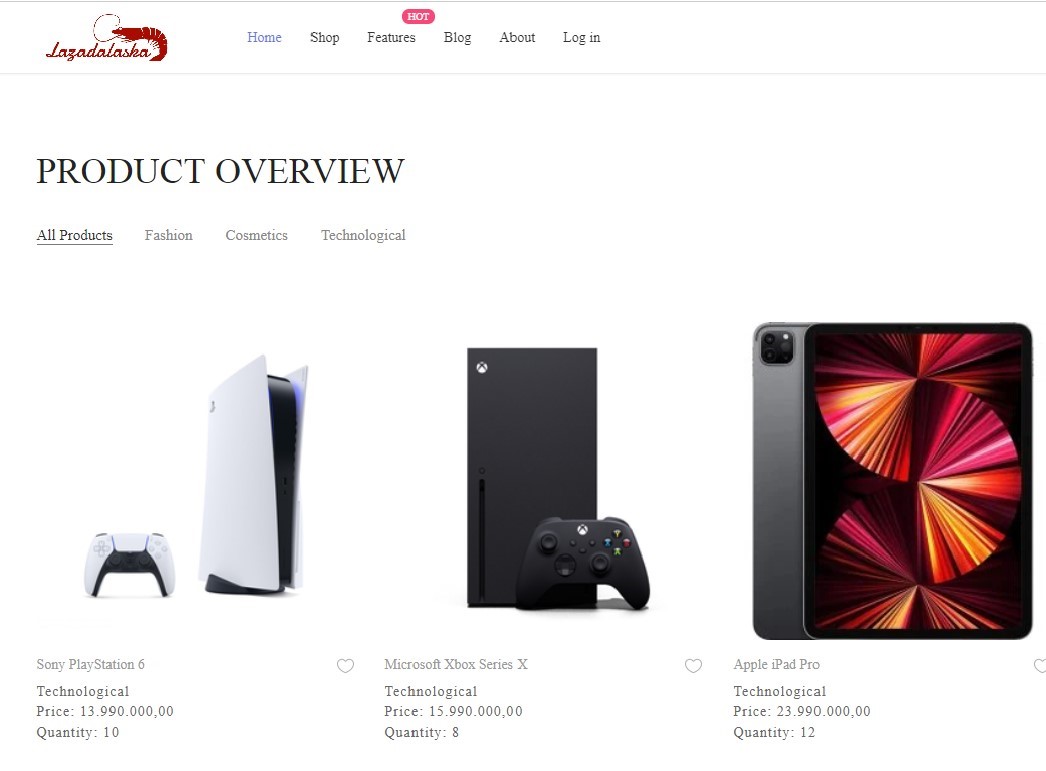 Lazadalaska
HOT
Home Shop Features Blog About Log in
PRODUCT OVERVIEW
All Products Fashion Cosmetics Technological
Sony PlayStation 6
Technological
Price: 13.990.000,00
Quantity: 10
Microsoft Xbox Series X
Technological
Price: 15.990.000,00
Quantity: 8
Apple iPad Pro
Technological
Price: 23.990.000,00
Quantity: 12